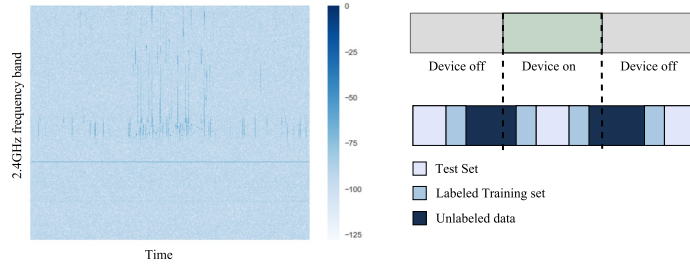 2.4GHz frequency band
Time
0
−25
−50
−75
−100
−125
Device off
Device on
Device off
Test Set
Labeled Training set
Unlabeled data